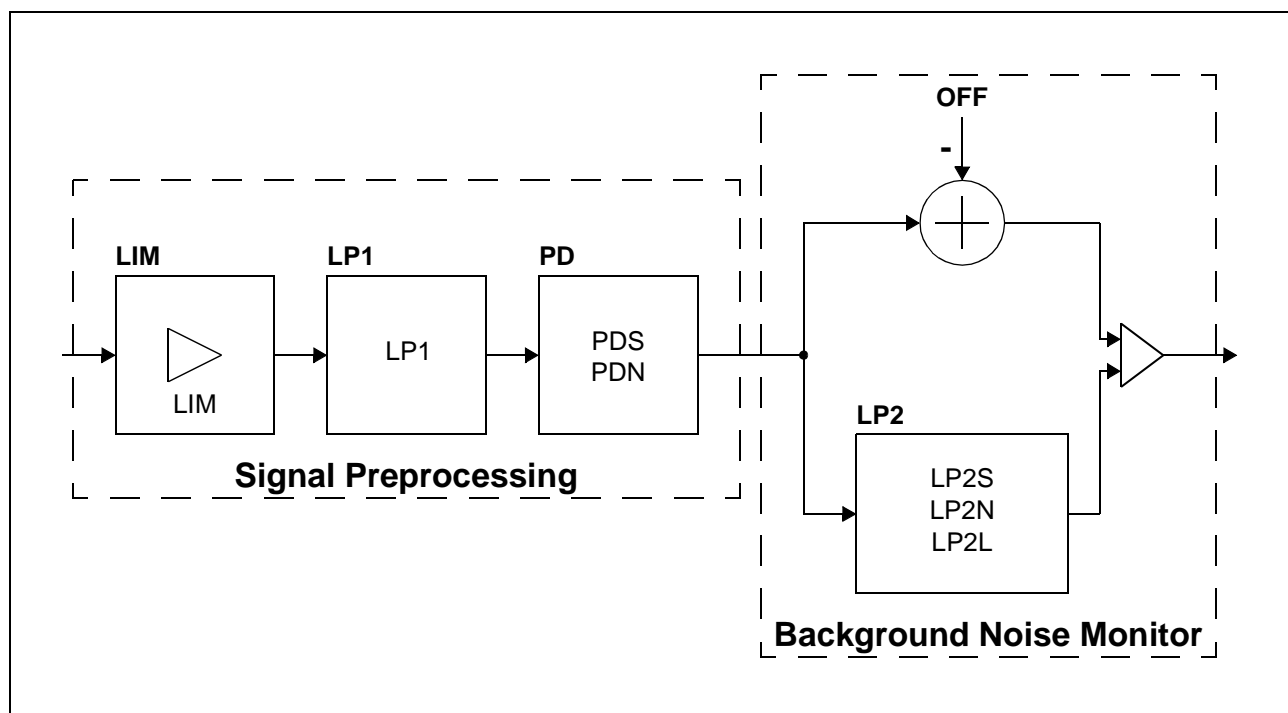 OFF
-
LIM
LP1
PD
LIM
LP1
PDS
PDN
Signal Preprocessing
LP2
LP2S
LP2N
LP2L
Background Noise Monitor